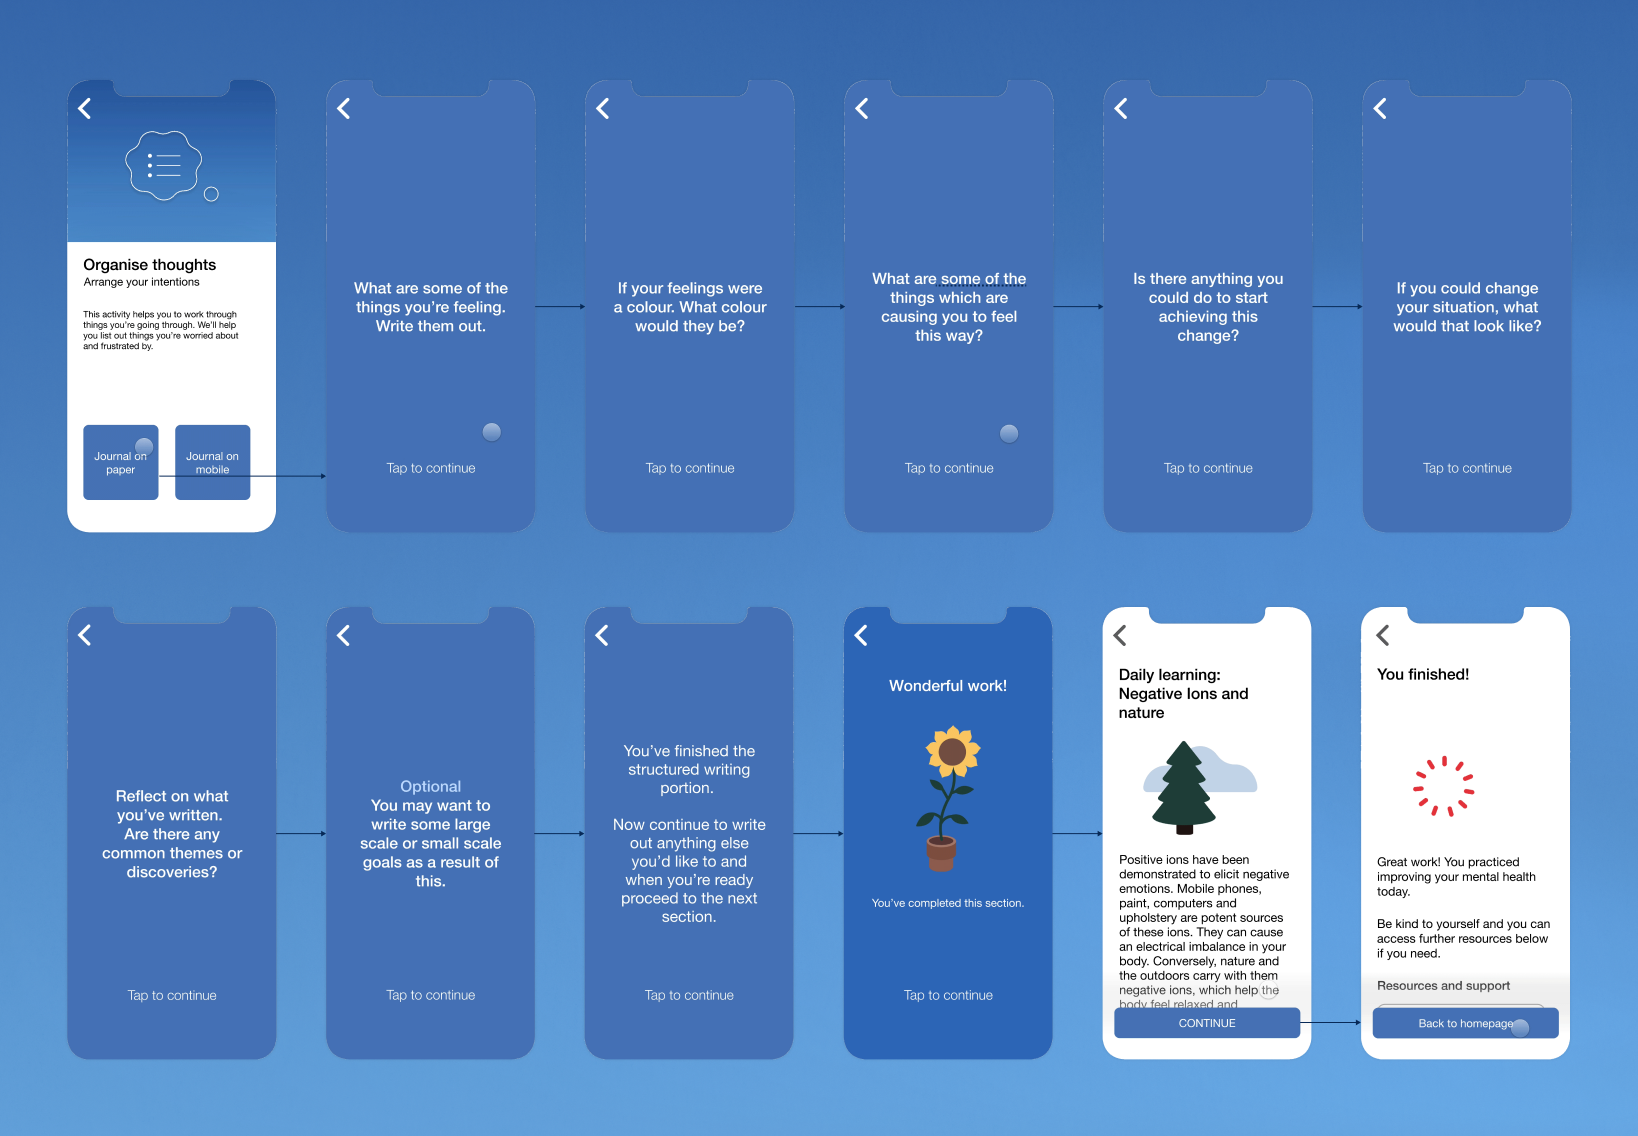 Organise thoughts
Arrange your intentions
This activity helps you to work through
things you're going through. We'll help
you list out things you're worried about
and frustrated by.
Journal on
paper
Journal on
mobile
What are some of the
things you're feeling.
Write them out.
Tap to continue
If your feelings were
a colour. What colour
would they be?
Tap to continue
What are some of the
things which are
causing you to feel
this way?
Tap to continue
Is there anything you
could do to start
achieving this
change?
Tap to continue
If you could change
your situation, what
would that look like?
Tap to continue
Reflect on what
you've written.
Are there any
common themes or
discoveries?
Tap to continue
Optional
You may want to
write some large
scale or small scale
goals as a result of
this.
Tap to continue
You've finished the
structured writing
portion.
Now continue to write
out anything else
you'd like to and
when you're ready
proceed to the next
section.
Tap to continue
Wonderful work!
You've completed this section.
Tap to continue
Daily learning:
Negative Ions and
nature
Positive ions have been
demonstrated to elicit negative
emotions. Mobile phones,
paint, computers and
upholstery are potent sources
of these ions. They can cause
an electrical imbalance in your
body. Conversely, nature and
the outdoors carry with them
negative ions, which help the
body feel relaxed and
CONTINUE
You finished!
Great work! You practiced
improving your mental health
today.
Be kind to yourself and you can
access further resources below
if you need.
Resources and support
Back to homepage